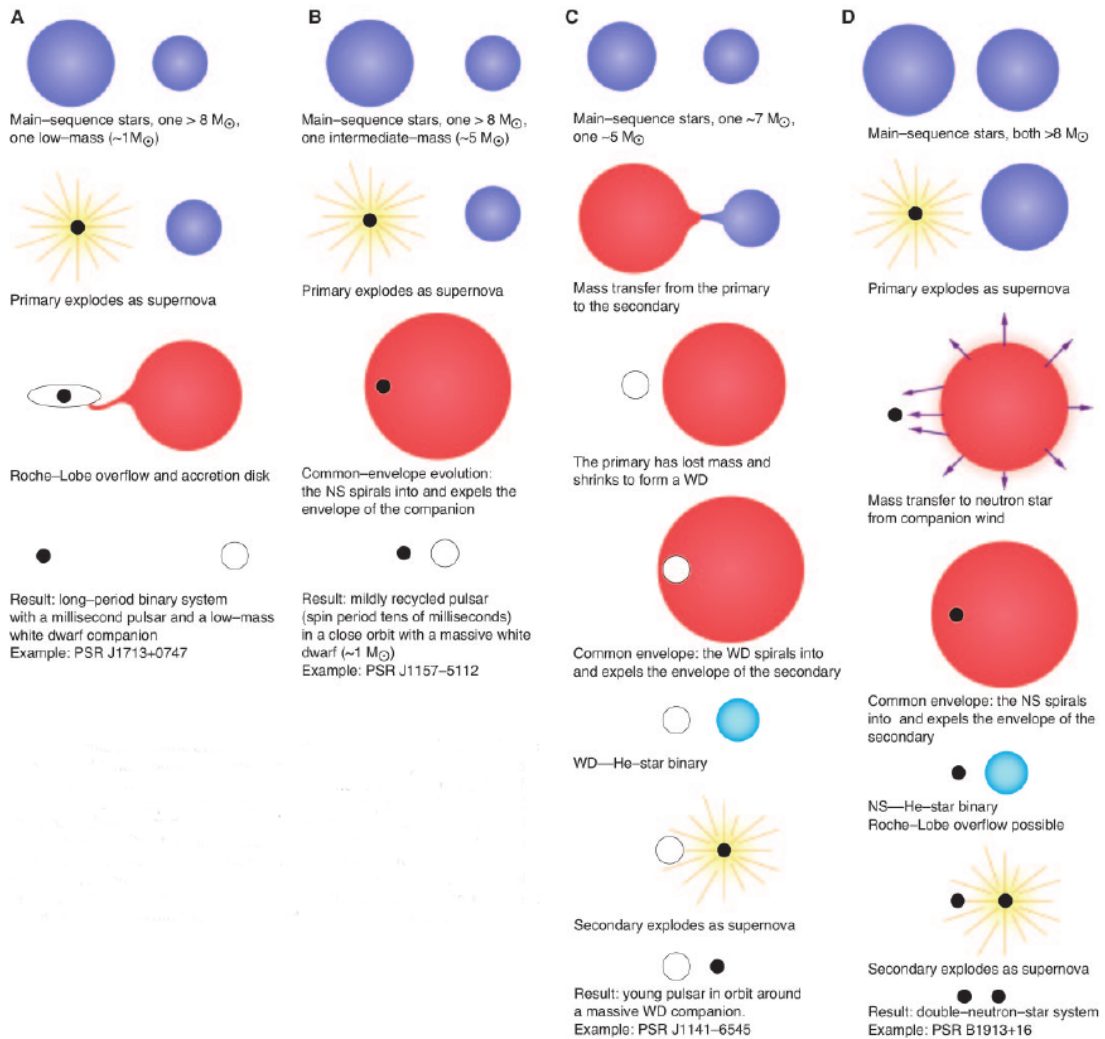 A
Main–sequence stars, one > 8 M⊙,
one low–mass (~1M⊙)
Primary explodes as supernova
Roche–Lobe overflow and accretion disk
Result: long–period binary system
with a millisecond pulsar and a low–mass
white dwarf companion
Example: PSR J1713+0747
B
Main–sequence stars, one > 8 M⊙,
one intermediate–mass (~5 M⊙)
Primary explodes as supernova
Common–envelope evolution:
the NS spirals into and expels the
envelope of the companion
Result: mildly recycled pulsar
(spin period tens of milliseconds)
in a close orbit with a massive white
dwarf (~1 M⊙)
Example: PSR J1157–5112
C
Main–sequence stars, one ~7 M⊙,
one ~5 M⊙
Mass transfer from the primary
to the secondary
The primary has lost mass and
shrinks to form a WD
Common envelope: the WD spirals into
and expels the envelope of the secondary
WD—He–star binary
Secondary explodes as supernova
Result: young pulsar in orbit around
a massive WD companion.
Example: PSR J1141–6545
D
Main–sequence stars, both >8 M⊙
Primary explodes as supernova
Mass transfer to neutron star
from companion wind
Common envelope: the NS spirals
into and expels the envelope of the
secondary
NS—He–star binary
Roche–Lobe overflow possible
Secondary explodes as supernova
Result: double–neutron–star system
Example: PSR B1913+16